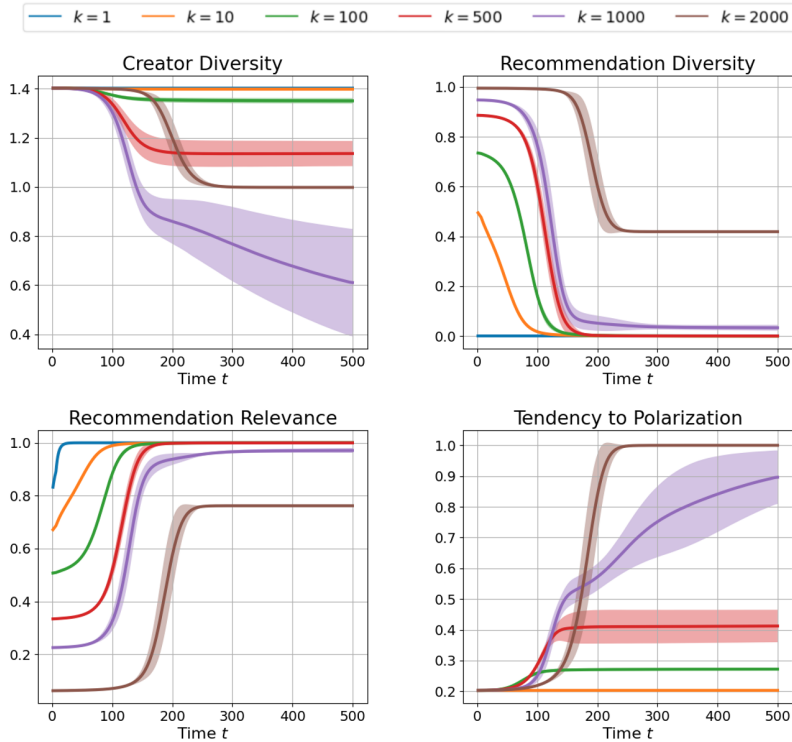 k = 1 k = 10 k = 100 k = 500 k = 1000 k = 2000
Creator Diversity
1.4
1.2
1.0
0.8
0.6
0.4
0 100 200 300 400 500
Time t
Recommendation Diversity
1.0
0.8
0.6
0.4
0.2
0.0
0 100 200 300 400 500
Time t
Recommendation Relevance
1.0
0.8
0.6
0.4
0.2
0 100 200 300 400 500
Time t
Tendency to Polarization
1.0
0.9
0.8
0.7
0.6
0.5
0.4
0.3
0.2
0 100 200 300 400 500
Time t